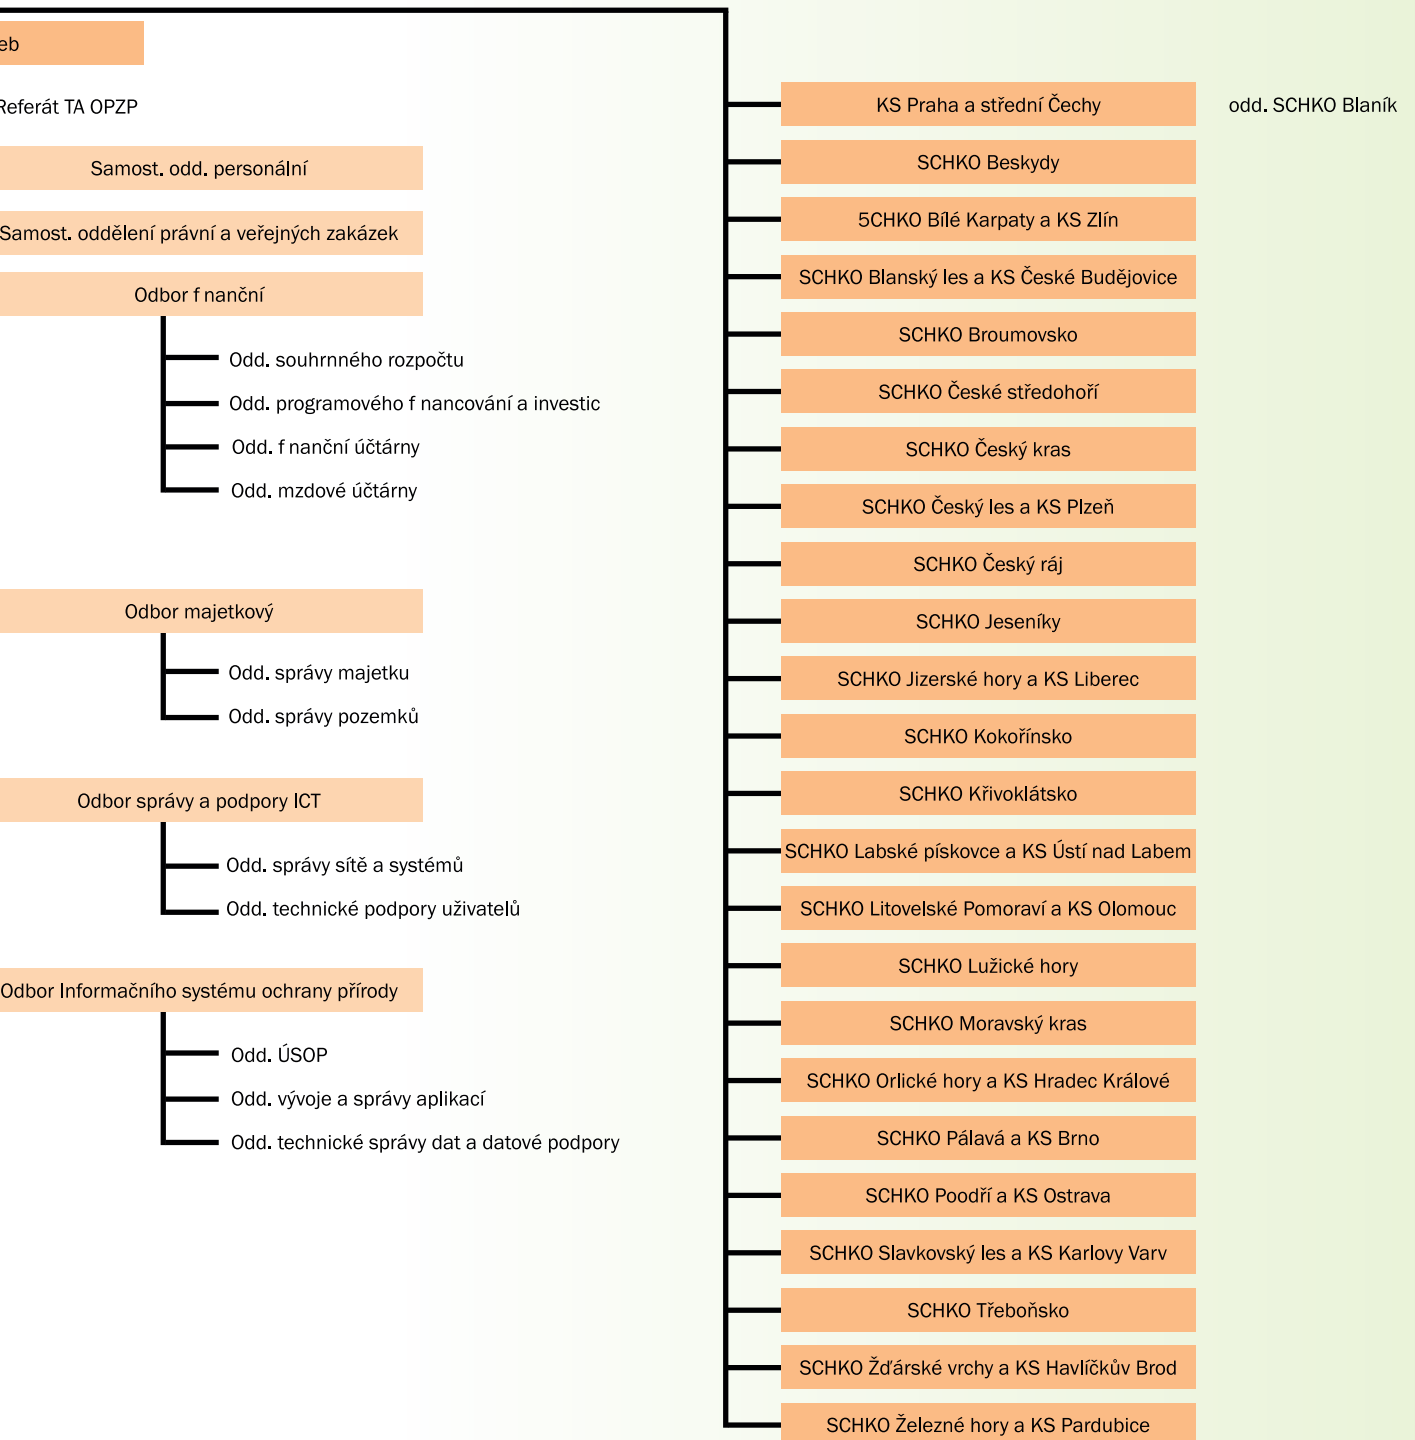 eb
Referát TA OPZP
Samost. odd. personální
Samost. oddělení právní a veřejných zakázek
Odbor f nanční
Odd. souhrnného rozpočtu
Odd. programového f nancování a investic
Odd. f nanční účtárny
Odd. mzdové účtárny
Odbor majetkový
Odd. správy majetku
Odd. správy pozemků
Odbor správy a podpory ICT
Odd. správy sítě a systémů
Odd. technické podpory uživatelů
Odbor Informačního systému ochrany přírody
Odd. ÚSOP
Odd. vývoje a správy aplikací
Odd. technické správy dat a datové podpory
KS Praha a střední Čechy
odd. SCHKO Blaník
SCHKO Beskydy
5CHKO Bílé Karpaty a KS Zlín
SCHKO Blanský les a KS České Budějovice
SCHKO Broumovsko
SCHKO České středohoří
SCHKO Český kras
SCHKO Český les a KS Plzeň
SCHKO Český ráj
SCHKO Jeseníky
SCHKO Jizerské hory a KS Liberec
SCHKO Kokořínsko
SCHKO Křivoklátsko
SCHKO Labské pískovce a KS Ústí nad Labem
SCHKO Litovelské Pomoraví a KS Olomouc
SCHKO Lužické hory
SCHKO Moravský kras
SCHKO Orlické hory a KS Hradec Králové
SCHKO Pálavá a KS Brno
SCHKO Poodří a KS Ostrava
SCHKO Slavkovský les a KS Karlovy Varv
SCHKO Třeboňsko
SCHKO Žďárské vrchy a KS Havlíčkův Brod
SCHKO Železné hory a KS Pardubice